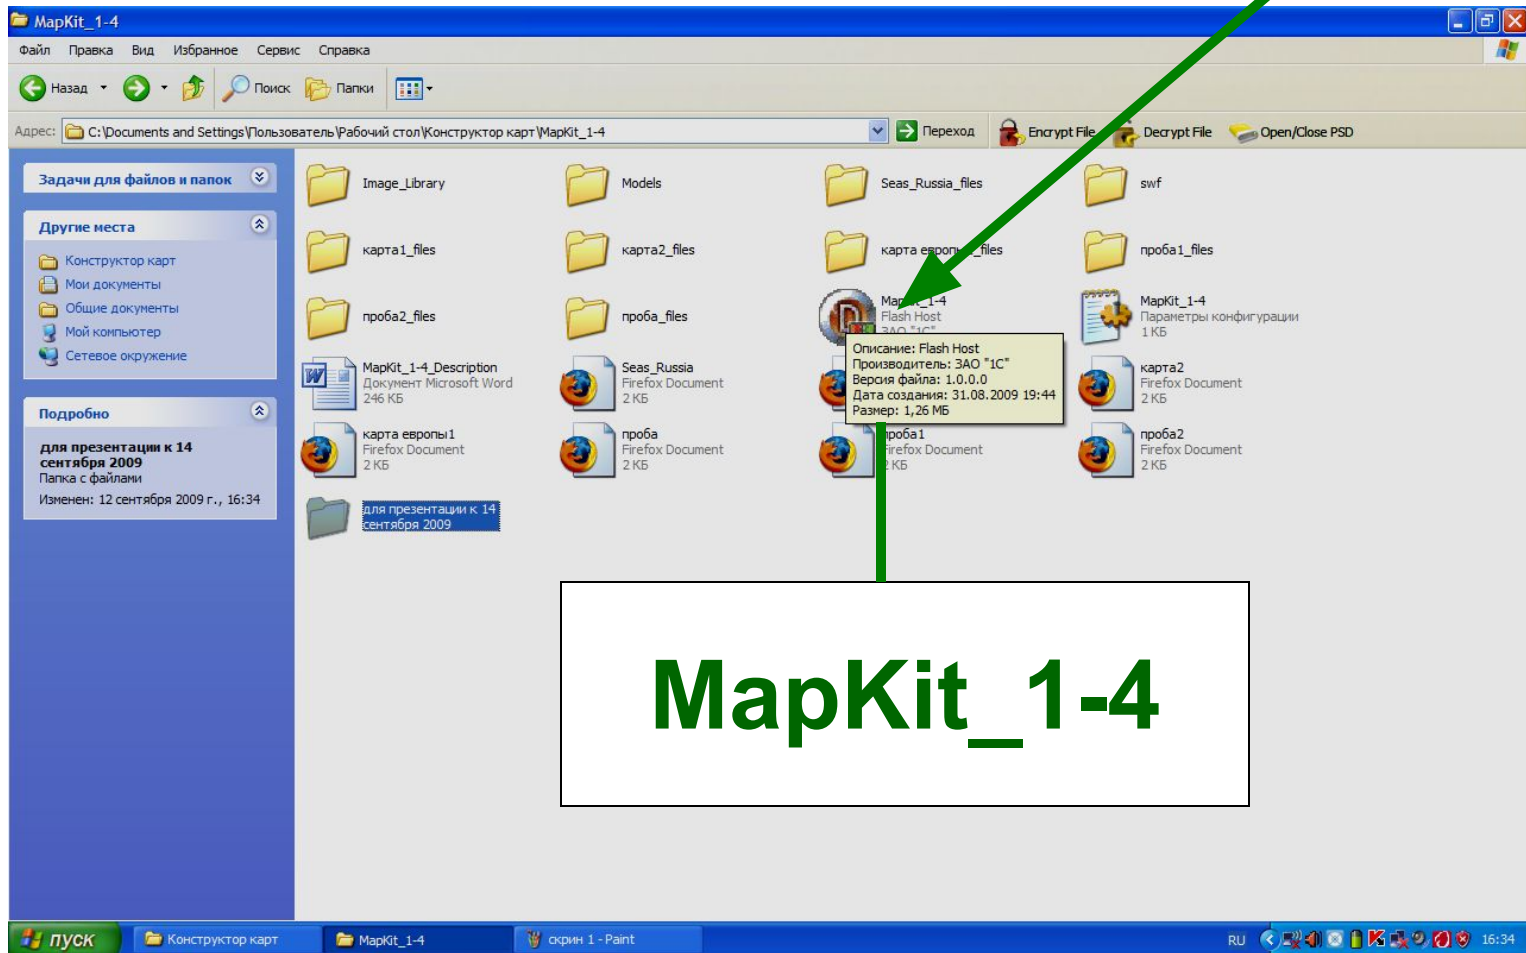 MapKit_1-4
Файл Правка Вид Избранное Сервис Справка
Назад Поиск Папки
Адрес: C:\Documents and Settings\Пользователь\Рабочий стол\Конструктор карт\MapKit_1-4 Переход Encrypt File Decrypt File Open/Close PSD
Задачи для файлов и папок
Другие места
Конструктор карт
Мои документы
Общие документы
Мой компьютер
Сетевое окружение
Подробно
для презентации к 14
сентября 2009
Папка с файлами
Изменен: 12 сентября 2009 г., 16:34
Image_Library
Models
Seas_Russia_files
swf
карта1_files
карта2_files
карта
проба1_files
проба2_files
проба_files
1-4
Flash Host
ЗАО "1С"
MapKit_1-4
Параметры конфигурации
1 КБ
MapKit_1-4_Description
Документ Microsoft Word
246 КБ
Seas_Russia
Firefox Document
2 КБ
Описание: Flash Host
Производитель: ЗАО "1С"
Версия файла: 1.0.0.0
Дата создания: 31.08.2009 19:44
Размер: 1,26 МБ
карта2
Firefox Document
2 КБ
карта европы1
Firefox Document
2 КБ
проба
Firefox Document
2 КБ
проба1
Firefox Document
2 КБ
проба2
Firefox Document
2 КБ
для презентации к 14
сентября 2009
MapKit_1-4
пуск Конструктор карт MapKit_1-4 скрин 1 - Paint RU 16:34